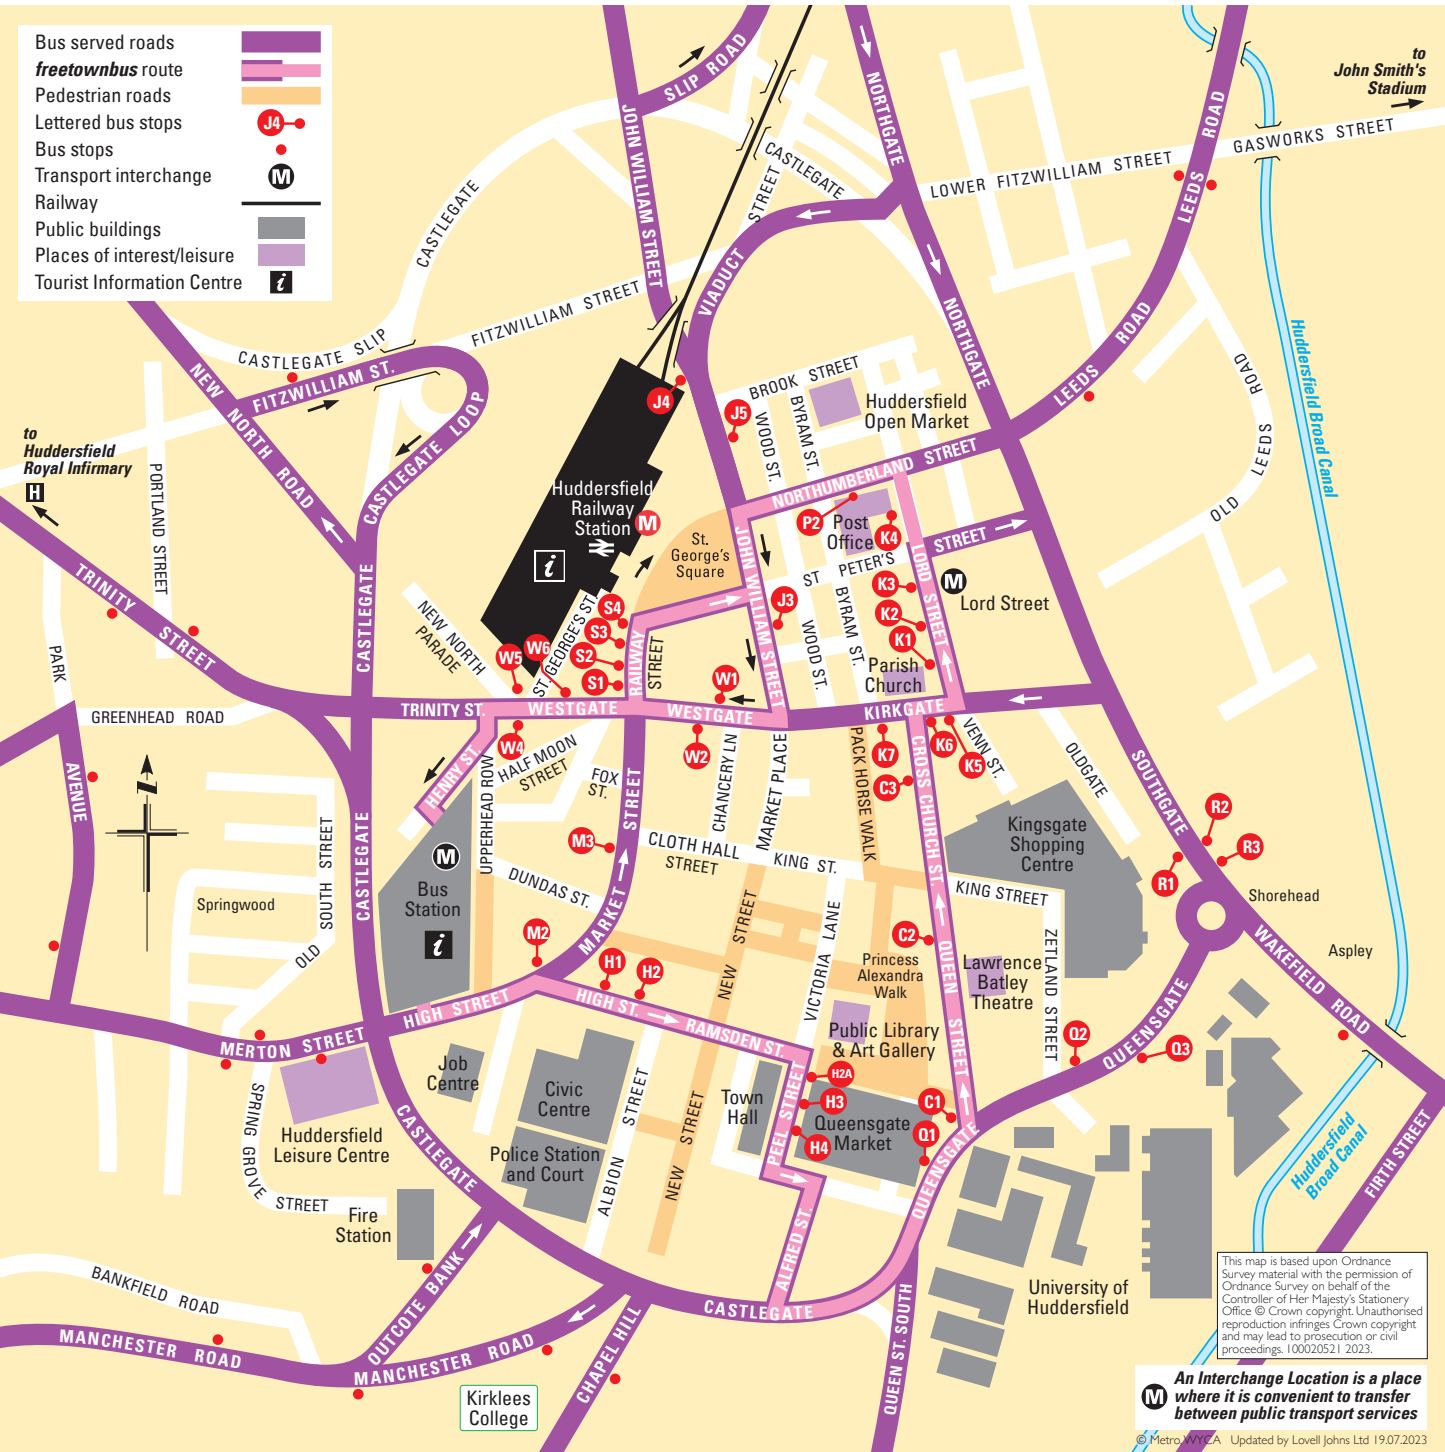 Bus served roads
freetownbus route
Pedestrian roads
Lettered bus stops
J4
Bus stops
Transport interchange
M
Railway
Public buildings
Places of interest/leisure
Tourist Information Centre
i
SLIP ROAD
JOHN WILLIAM STREET
NORTHGATE
CASTLEGATE
VIADUCT STREET
LEEDS ROAD
to
John Smith's
Stadium
GASWORKS STREET
LOWER FITZWILLIAM STREET
CASTLEGATE
FITZWILLIAM STREET
CASTLEGATE SLIP
FITZWILLIAM ST.
NEW NORTH ROAD
CASTLEGATE LOOP
NORTHGATE
LEEDS ROAD
OLD LEEDS ROAD
Huddersfield Broad Canal
BROOK STREET
BYRAM ST.
WOOD ST.
Huddersfield
Open Market
J4
J5
to
Huddersfield
Royal Infirmary
H
PORTLAND STREET
TRINITY STREET
CASTLEGATE
Huddersfield
Railway
Station
M
i
St.
George's
Square
NORTHUMBERLAND STREET
P2
Post
Office
K4
STREET
LORD STREET
M
Lord Street
ST PETER'S
K3
K2
K1
BYRAM ST.
WOOD ST.
JOHN WILLIAM STREET
J3
NEW NORTH
PARADE
ST. GEORGE'S ST.
S4
S3
S2
S1
RAILWAY
STREET
W5
W6
W1
Parish
Church
PARK
AVENUE
GREENHEAD ROAD
TRINITY ST.
WESTGATE
WESTGATE
KIRKGATE
W4
W2
K7
K6
K5
C3
HENRY ST.
HALF MOON
STREET
FOX
ST.
UPPERHEAD ROW
CHANCERY LN
MARKET PLACE
PACK HORSE WALK
CROSS CHURCH ST.
VENN ST.
OLDGATE
SOUTHGATE
N
CASTLEGATE
OLD SOUTH STREET
Springwood
M
Bus
Station
i
DUNDAS ST.
M3
MARKET STREET
CLOTH HALL
STREET
KING ST.
KING STREET
Kingsgate
Shopping
Centre
R2
R3
R1
Shorehead
Aspley
WAKEFIELD ROAD
M2
H1
H2
NEW STREET
VICTORIA LANE
C2
Princess
Alexandra
Walk
QUEEN STREET
Lawrence
Batley
Theatre
ZETLAND STREET
QUEENSGATE
Q2
Q3
MERTON STREET
HIGH STREET
HIGH ST.
RAMSDEN ST.
Public Library
& Art Gallery
Job
Centre
Civic
Centre
Town
Hall
PEEL STREET
H2A
H3
H4
Queensgate
Market
C1
Q1
QUEENSGATE
Huddersfield
Leisure Centre
SPRING GROVE STREET
CASTLEGATE
Police Station
and Court
ALBION STREET
NEW STREET
Fire
Station
ALFRED ST.
OUTCOTE BANK
BANKFIELD ROAD
MANCHESTER ROAD
MANCHESTER ROAD
CHAPEL HILL
CASTLEGATE
QUEEN ST. SOUTH
University of
Huddersfield
Huddersfield
Broad Canal
FIRTH STREET
Kirklees
College
This map is based upon Ordnance
Survey material with the permission of
Ordnance Survey on behalf of the
Controller of Her Majesty's Stationery
Office © Crown copyright. Unauthorised
reproduction infringes Crown copyright
and may lead to prosecution or civil
proceedings. 100020521 2023.
M
An Interchange Location is a place
where it is convenient to transfer
between public transport services
© Metro,WYCA Updated by Lovell Johns Ltd 19.07.2023